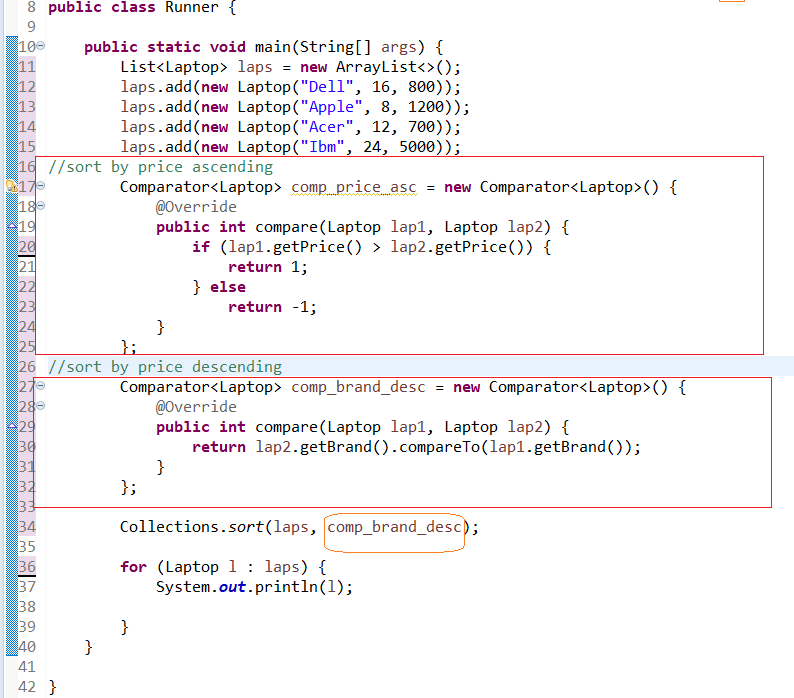 8 public class Runner {
9
10 public static void main(String[] args) {
11 List<Laptop> laps = new ArrayList<>();
12 laps.add(new Laptop("Dell", 16, 800));
13 laps.add(new Laptop("Apple", 8, 1200));
14 laps.add(new Laptop("Acer", 12, 700));
15 laps.add(new Laptop("Ibm", 24, 5000));
16 //sort by price ascending
17 Comparator<Laptop> comp_price_asc = new Comparator<Laptop>() {
18 @Override
19 public int compare(Laptop lap1, Laptop lap2) {
20 if (lap1.getPrice() > lap2.getPrice()) {
21 return 1;
22 } else
23 return -1;
24 }
25 };
26 //sort by price descending
27 Comparator<Laptop> comp_brand_desc = new Comparator<Laptop>() {
28 @Override
29 public int compare(Laptop lap1, Laptop lap2) {
30 return lap2.getBrand().compareTo(lap1.getBrand());
31 }
32 };
33
34 Collections.sort(laps, comp_brand_desc);
35
36 for (Laptop l : laps) {
37 System.out.println(l);
38
39 }
40 }
41
42 }